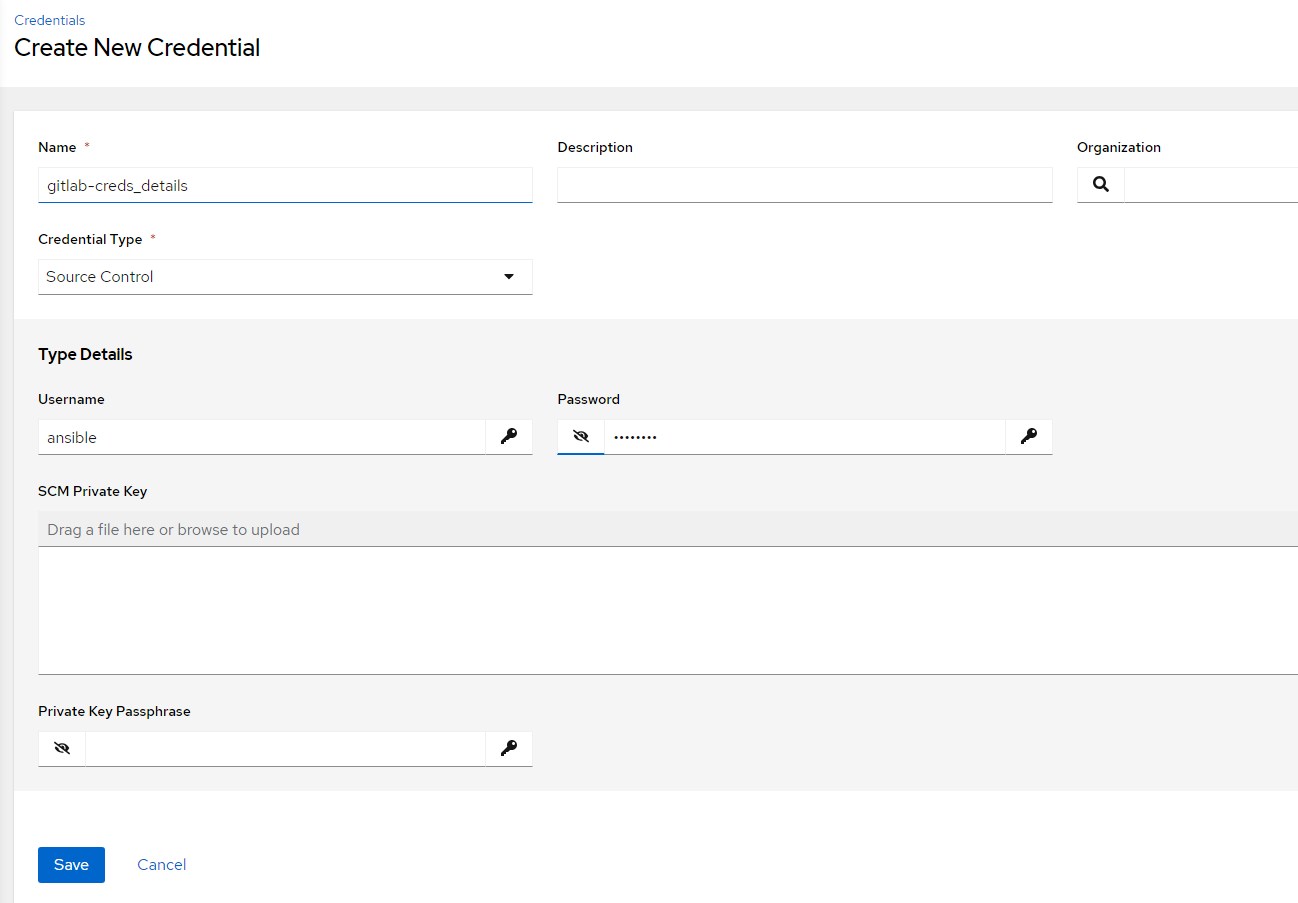 Credentials
Create New Credential
Name *
Description
Organization
gitlab-creds_details
Credential Type *
Source Control
Type Details
Username
Password
ansible
••••••••
SCM Private Key
Drag a file here or browse to upload
Private Key Passphrase
Save
Cancel